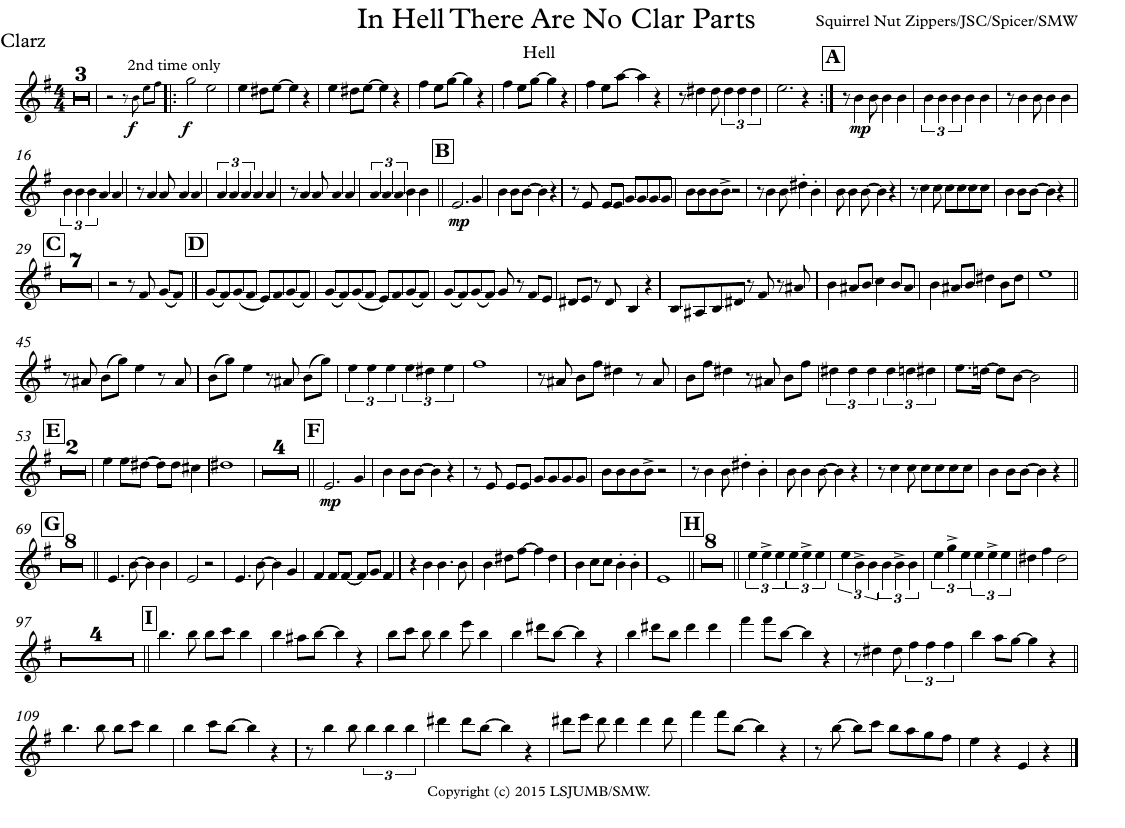 In Hell There Are No Clar Parts
Squirrel Nut Zippers/JSC/Spicer/SMW
Clarz
Hell
2nd time only
A
3
4
4
f
f
3
mp
3
16
B
3
3
3
mp
29
C
7
D
45
3
3
3
3
53
E
2
4
F
mp
69
G
8
H
8
3
3
3
3
3
3
97
4
I
3
109
3
Copyright (c) 2015 LSJUMB/SMW.